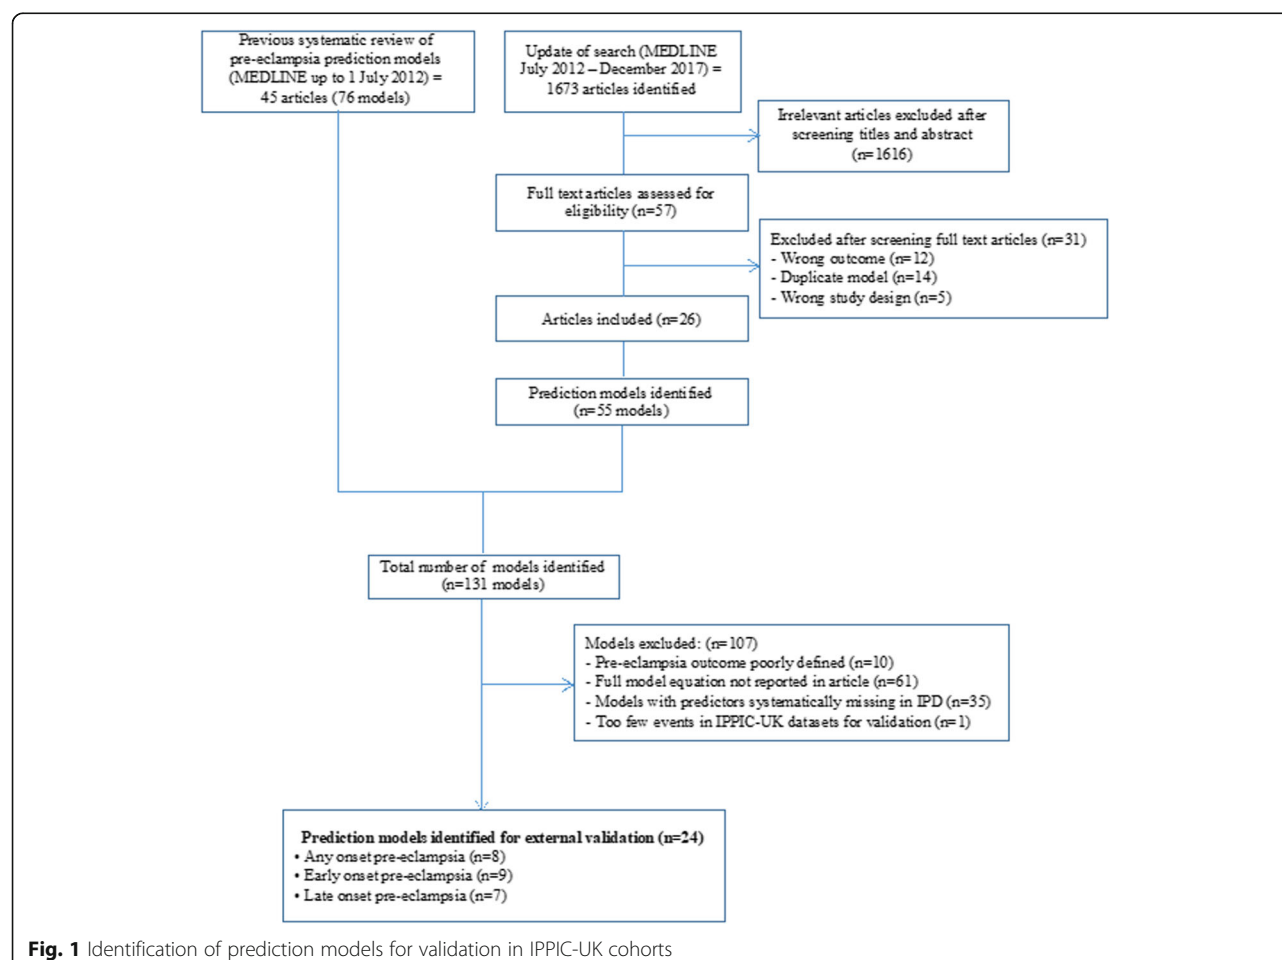 Previous systematic review of
pre-eclampsia prediction models
(MEDLINE up to 1 July 2012) =
45 articles (76 models)
Update of search (MEDLINE
July 2012 – December 2017) =
1673 articles identified
Irrelevant articles excluded after
screening titles and abstract
(n=1616)
Full text articles assessed for
eligibility (n=57)
Excluded after screening full text articles (n=31)
- Wrong outcome (n=12)
- Duplicate model (n=14)
- Wrong study design (n=5)
Articles included (n=26)
Prediction models identified
(n=55 models)
Total number of models identified
(n=131 models)
Models excluded: (n=107)
- Pre-eclampsia outcome poorly defined (n=10)
- Full model equation not reported in article (n=61)
- Models with predictors systematically missing in IPD (n=35)
- Too few events in IPPIC-UK datasets for validation (n=1)
Prediction models identified for external validation (n=24)
• Any onset pre-eclampsia (n=8)
• Early onset pre-eclampsia (n=9)
• Late onset pre-eclampsia (n=7)
Fig. 1 Identification of prediction models for validation in IPPIC-UK cohorts